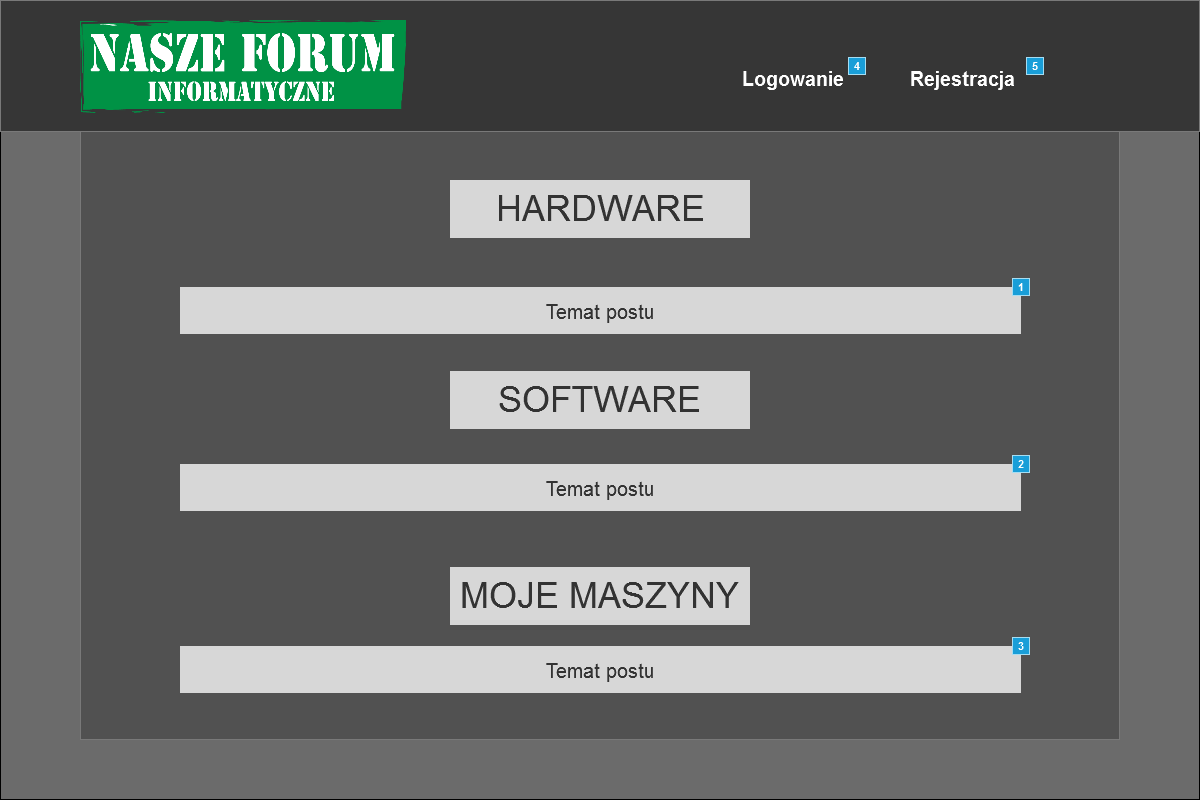 NASZE FORUM
INFORMATYCZNE
Logowanie 4 Rejestracja 5
HARDWARE
1
Temat postu
SOFTWARE
2
Temat postu
MOJE MASZYNY
3
Temat postu